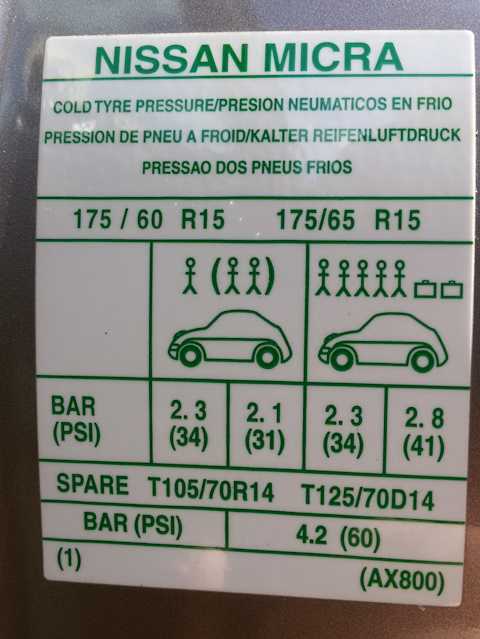 NISSAN MICRA
COLD TYRE PRESSURE/PRESION NEUMATICOS EN FRIO
PRESSION DE PNEU A FROID/KALTER REIFENLUFTDRUCK
PRESSAO DOS PNEUS FRIOS
175 / 60 R15 175/65 R15
( )
BAR 2. 3 2. 1 2. 3 2. 8
(PSI) (34) (31) (34) (41)
SPARE T105/70R14 T125/70D14
BAR (PSI) 4.2 (60)
(1) (AX800)